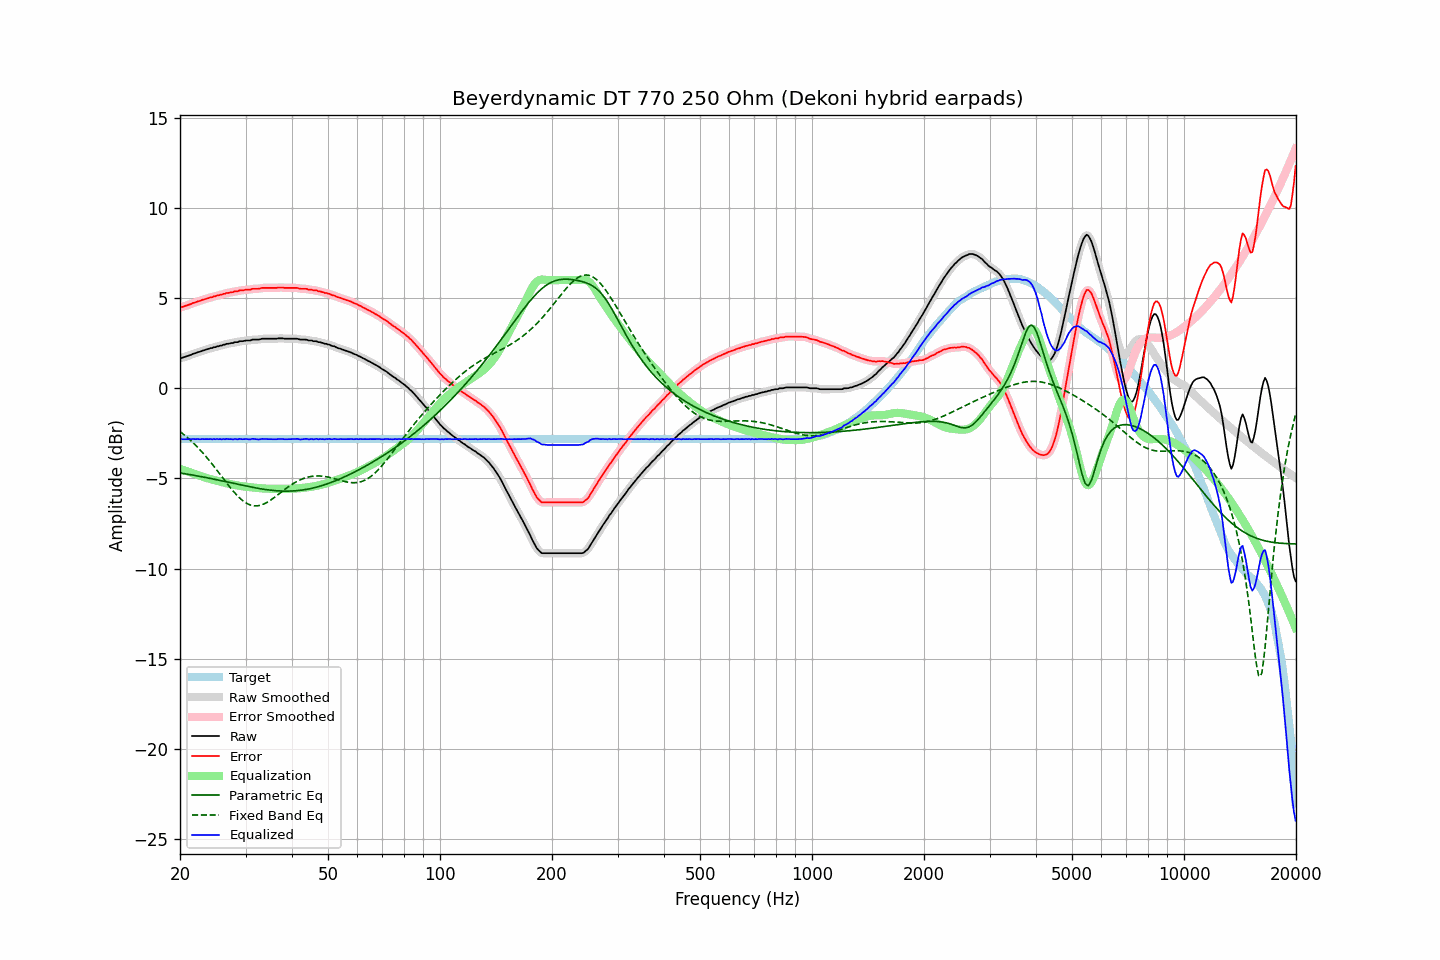 Beyerdynamic DT 770 250 Ohm (Dekoni hybrid earpads)
15
10
5
0
−5
−10
−15
−20
−25
Amplitude (dBr)
Target
Raw Smoothed
Error Smoothed
Raw
Error
Equalization
Parametric Eq
Fixed Band Eq
Equalized
20 50 100 200 500 1000 2000 5000 10000 20000
Frequency (Hz)